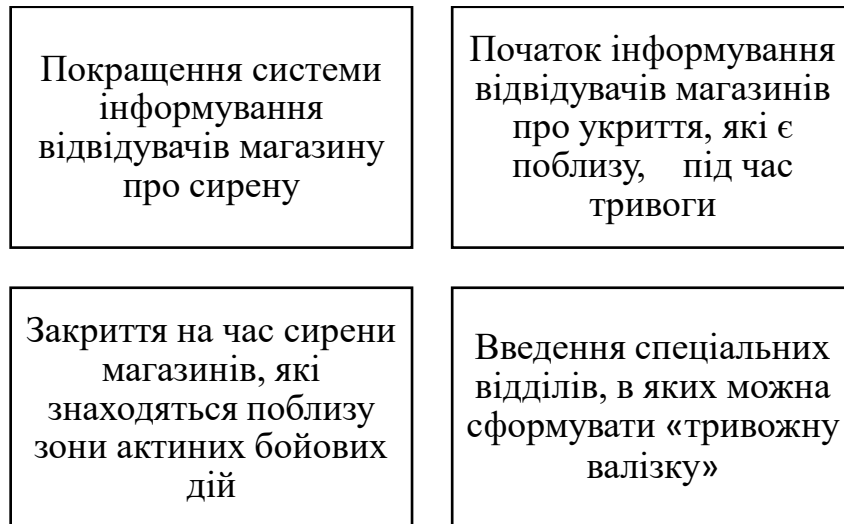 Покращення системи
інформування
відвідувачів магазину
про сирену
Початок інформування
відвідувачів магазинів
про укриття, які є
поблизу, під час
тривоги
Закриття на час сирени
магазинів, які
знаходяться поблизу
зони актиних бойових
дій
Введення спеціальних
відділів, в яких можна
сформувати «тривожну
валізку»